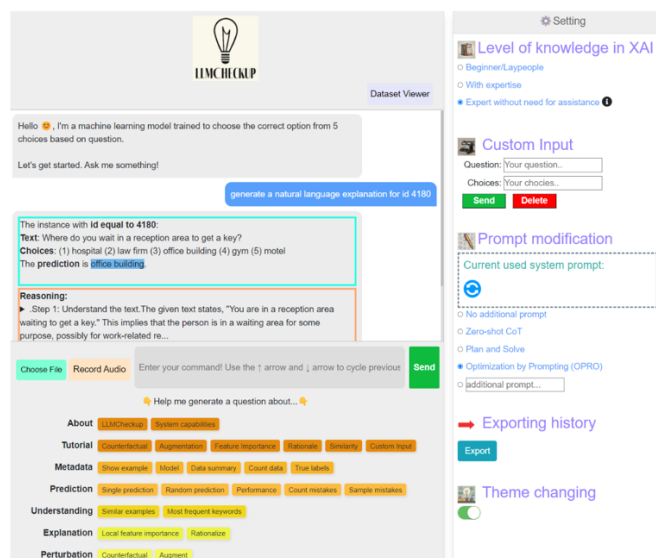 LLMCHECKUP
Dataset Viewer
Hello 😊, I'm a machine learning model trained to choose the correct option from 5
choices based on question.
Let's get started. Ask me something!
generate a natural language explanation for id 4180
The instance with id equal to 4180:
Text: Where do you wait in a reception area to get a key?
Choices: (1) hospital (2) law firm (3) office building (4) gym (5) motel
The prediction is office building.
Reasoning:
▶ .Step 1: Understand the text.The given text states, "You are in a reception area
waiting to get a key." This implies that the person is in a waiting area for some
purpose, possibly for work-related re...
Choose File
Record Audio
Enter your command! Use the ↑ arrow and ↓ arrow to cycle previous
Send
👇 Help me generate a question about...👇
About LLMCheckup System capabilities
Tutorial Counterfactual Augmentation Feature Importance Rationale Similarity Custom Input
Metadata Show example Model Data summary Count data True labels
Prediction Single prediction Random prediction Performance Count mistakes Sample mistakes
Understanding Similar examples Most frequent keywords
Explanation Local feature importance Rationalize
Perturbation Counterfactual Augment
Setting
Level of knowledge in XAI
Beginner/Laypeople
With expertise
Expert without need for assistance
Custom Input
Question: Your question..
Choices: Your chocies..
Send Delete
Prompt modification
Current used system prompt:
No additional prompt
Zero-shot CoT
Plan and Solve
Optimization by Prompting (OPRO)
additional prompt...
Exporting history
Export
Theme changing